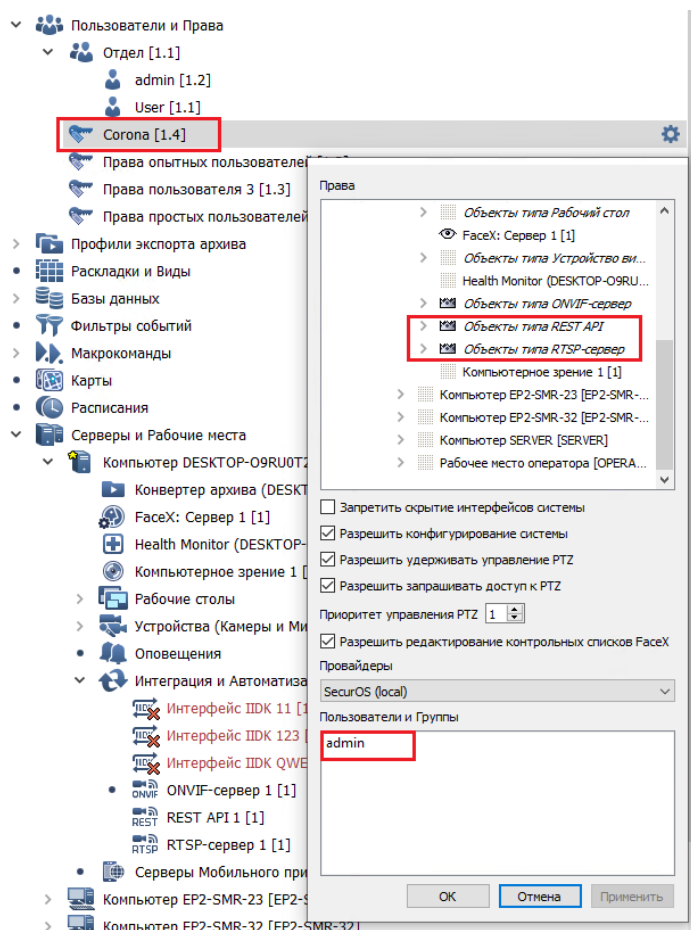 Пользователи и Права
Отдел [1.1]
admin [1.2]
User [1.1]
Corona [1.4]
Права опытных пользователей
Права пользователя 3 [1.3]
Права простых пользователей
Профили экспорта архива
Раскладки и Виды
Базы данных
Фильтры событий
Макрокоманды
Карты
Расписания
Серверы и Рабочие места
Компьютер DESKTOP-O9RU0T2
Конвертер архива (DESKT
FaceX: Сервер 1 [1]
Health Monitor (DESKTOP-
Компьютерное зрение 1 [
Рабочие столы
Устройства (Камеры и Ми
Оповещения
Интеграция и Автоматиза
Интерфейс IIDK 11 [1
Интерфейс IIDK 123 [
Интерфейс IIDK QWE
ONVIF
ONVIF-сервер 1 [1]
REST
REST API 1 [1]
RTSP
RTSP-сервер 1 [1]
Серверы Мобильного при
Компьютер EP2-SMR-23 [EP2-S
Компьютер EP2-SMR-32 [EP2-SMR-32]
Права
Объекты типа Рабочий стол
FaceX: Сервер 1 [1]
Объекты типа Устройство ви...
Health Monitor (DESKTOP-O9RU...
Объекты типа ONVIF-сервер
Объекты типа REST API
Объекты типа RTSP-сервер
Компьютерное зрение 1 [1]
Компьютер EP2-SMR-23 [EP2-SMR-...
Компьютер EP2-SMR-32 [EP2-SMR-...
Компьютер SERVER [SERVER]
Рабочее место оператора [OPERA...
Запретить скрытие интерфейсов системы
Разрешить конфигурирование системы
Разрешить удерживать управление PTZ
Разрешить запрашивать доступ к PTZ
Приоритет управления PTZ 1
Разрешить редактирование контрольных списков FaceX
Провайдеры
SecurOS (local)
Пользователи и Группы
admin
ОК
Отмена
Применить